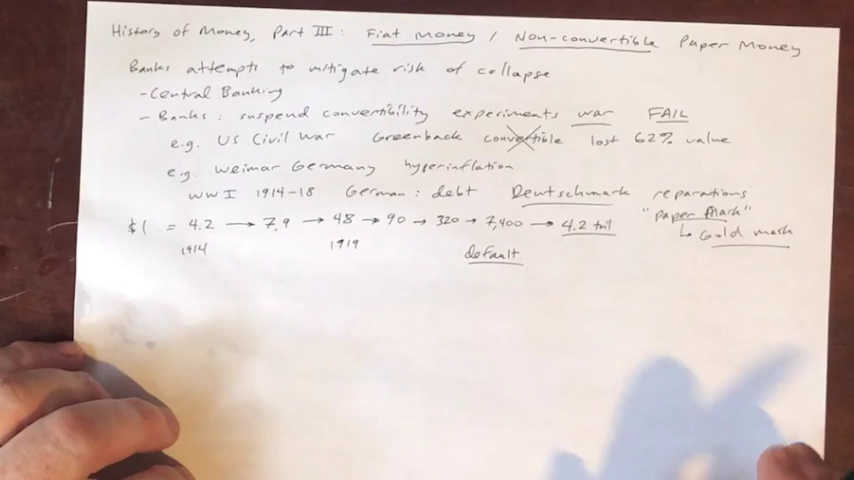 History of Money, Part III: Fiat Money / Non-convertible Paper Money
Banks attempts to mitigate risk of collapse
- Central Banking
- Banks: suspend convertibility experiments war FAIL
e.g. US Civil War Greenback convertible lost 62% value
e.g. Weimar Germany hyperinflation
WWI 1914-18 German: debt Deutschmark reparations
"paper mark"
$1 = 4.2 → 7.9 → 48 → 90 → 320 → 7,400 → 4.2 tril ↳ Gold mark
1914 1919 default